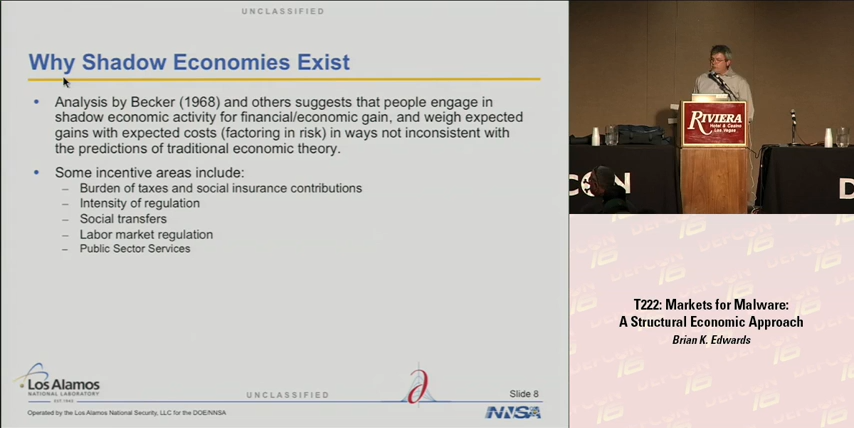 UNCLASSIFIED
Why Shadow Economies Exist
• Analysis by Becker (1968) and others suggests that people engage in
shadow economic activity for financial/economic gain, and weigh expected
gains with expected costs (factoring in risk) in ways not inconsistent with
the predictions of traditional economic theory.
• Some incentive areas include:
– Burden of taxes and social insurance contributions
– Intensity of regulation
– Social transfers
– Labor market regulation
– Public Sector Services
Los Alamos
NATIONAL LABORATORY
EST. 1943
Operated by the Los Alamos National Security, LLC for the DOE/NNSA
UNCLASSIFIED
Slide 8
NNSA
RIVIERA
Hotel & Casino
Las Vegas
CON
D
DEFCON
16
T222: Markets for Malware:
A Structural Economic Approach
Brian K. Edwards